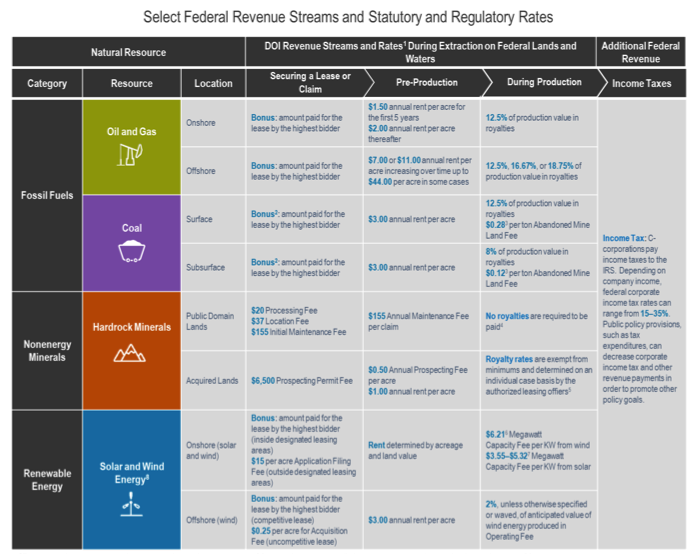 Select Federal Revenue Streams and Statutory and Regulatory Rates
Natural Resource
DOI Revenue Streams and Rates¹ During Extraction on Federal Lands and
Waters
Additional Federal
Revenue
Category
Resource
Location
Securing a Lease or
Claim
Pre-Production
During Production
Income Taxes
Fossil Fuels
Oil and Gas
Onshore
Bonus: amount paid for the
lease by the highest bidder
$1.50 annual rent per acre for
the first 5 years
$2.00 annual rent per acre
thereafter
12.5% of production value in
royalties
Offshore
Bonus: amount paid for the
lease by the highest bidder
$7.00 or $11.00 annual rent per
acre increasing over time up to
$44.00 per acre in some cases
12.5%, 16.67%, or 18.75% of
production value in royalties
Coal
Surface
Bonus²: amount paid for the
lease by the highest bidder
$3.00 annual rent per acre
12.5% of production value in
royalties
$0.28³ per ton Abandoned Mine
Land Fee
Subsurface
Bonus²: amount paid for the
lease by the highest bidder
$3.00 annual rent per acre
8% of production value in
royalties
$0.12³ per ton Abandoned Mine
Land Fee
Nonenergy
Minerals
Hardrock Minerals
Public Domain
Lands
$20 Processing Fee
$37 Location Fee
$155 Initial Maintenance Fee
$155 Annual Maintenance Fee
per claim
No royalties are required to be
paid⁴
Acquired Lands
$6,500 Prospecting Permit Fee
$0.50 Annual Prospecting Fee
per acre
$1.00 annual rent per acre
Royalty rates are exempt from
minimums and determined on an
individual case basis by the
authorized leasing offiers⁵
Renewable
Energy
Solar and Wind
Energy⁸
Onshore (solar
and wind)
Bonus: amount paid for the
lease by the highest bidder
(inside designated leasing
areas)
$15 per acre Application Filing
Fee (outside designated leasing
areas)
Rent determined by acreage
and land value
$6.21⁶ Megawatt
Capacity Fee per KW from wind
$3.55–$5.32⁷ Megawatt
Capacity Fee per KW from solar
Offshore (wind)
Bonus: amount paid for the
lease by the highest bidder
(competitive lease)
$0.25 per acre for Acquisition
Fee (uncompetitive lease)
$3.00 annual rent per acre
2%, unless otherwise specified
or waved, of anticipated value of
wind energy produced in
Operating Fee
Income Tax: C-
corporations pay
income taxes to the
IRS. Depending on
company income,
federal corporate
income tax rates can
range from 15–35%.
Public policy provisions,
such as tax
expenditures, can
decrease corporate
income tax and other
revenue payments in
order to promote other
policy goals.